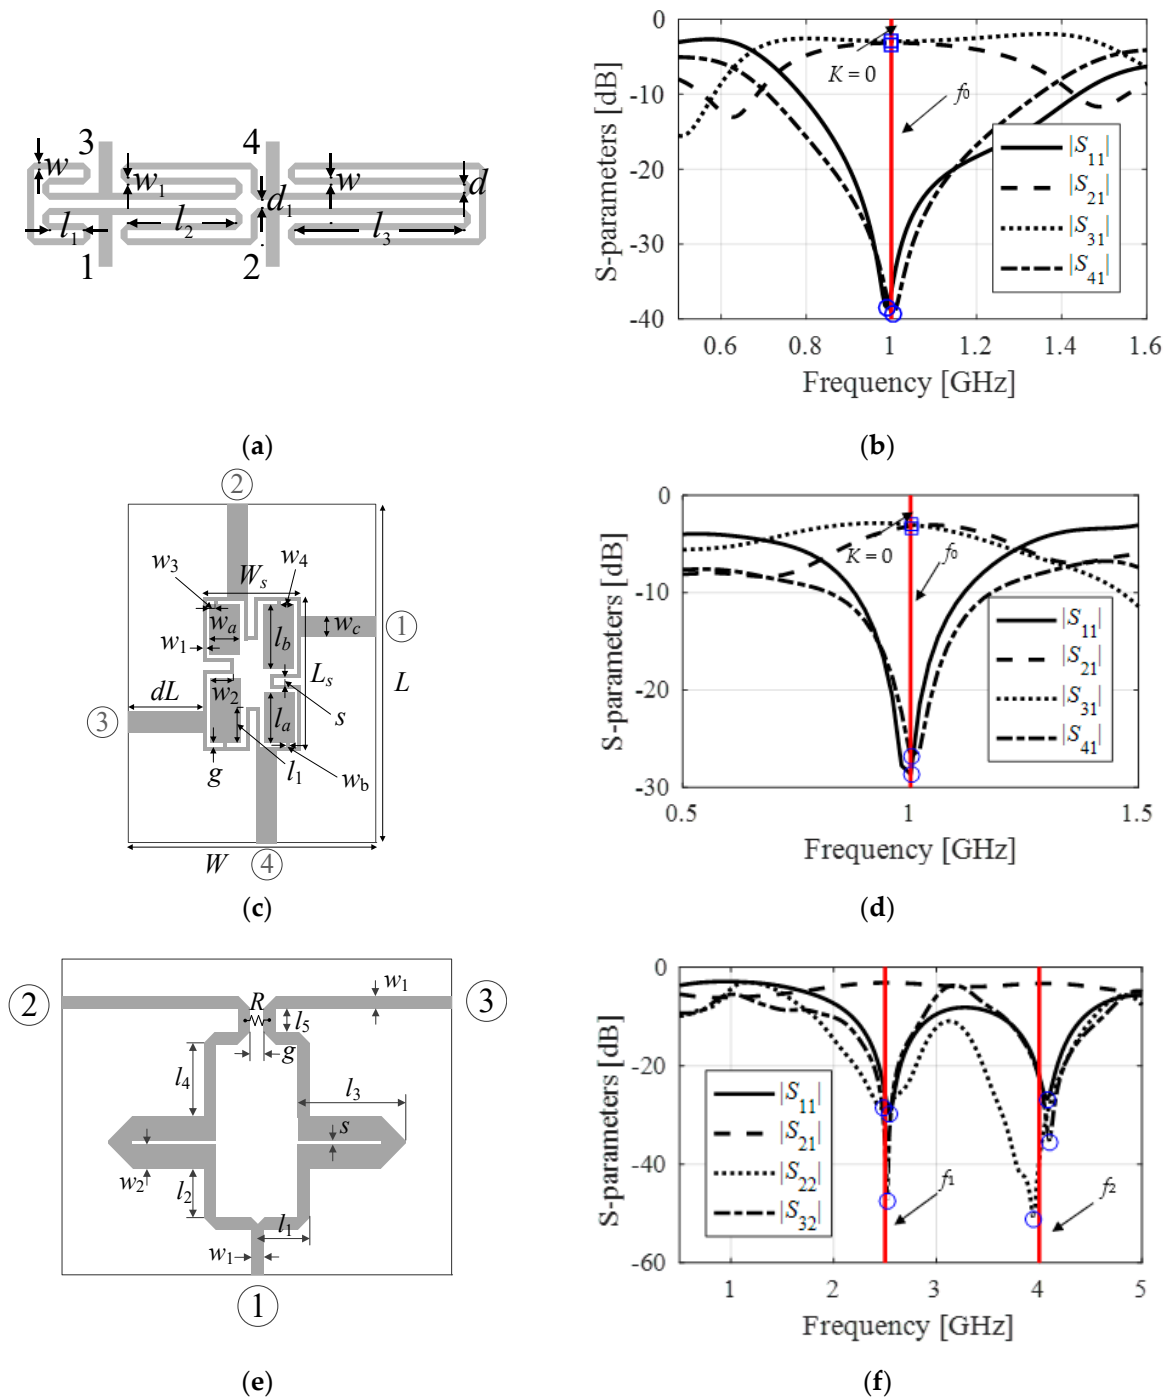 3
4
w
w1
w
d
d1
l1
l2
l3
1
2
(a)
0
-10
-20
-30
-40
S-parameters [dB]
K = 0
f0
|S11|
|S21|
|S31|
|S41|
0.6
0.8
1
1.2
1.4
1.6
Frequency [GHz]
(b)
2
w3
Ws
w4
wa
w1
lb
wc
1
w2
Ls
L
dL
s
3
la
g
l1
wb
W
4
(c)
0
-10
-20
-30
S-parameters [dB]
K = 0
f0
|S11|
|S21|
|S31|
|S41|
0.5
1
1.5
Frequency [GHz]
(d)
2
R
w1
3
l5
g
l4
l3
s
w2
l2
l1
w1
1
(e)
0
-20
-40
-60
S-parameters [dB]
|S11|
|S21|
|S22|
|S32|
f1
f2
1
2
3
4
5
Frequency [GHz]
(f)